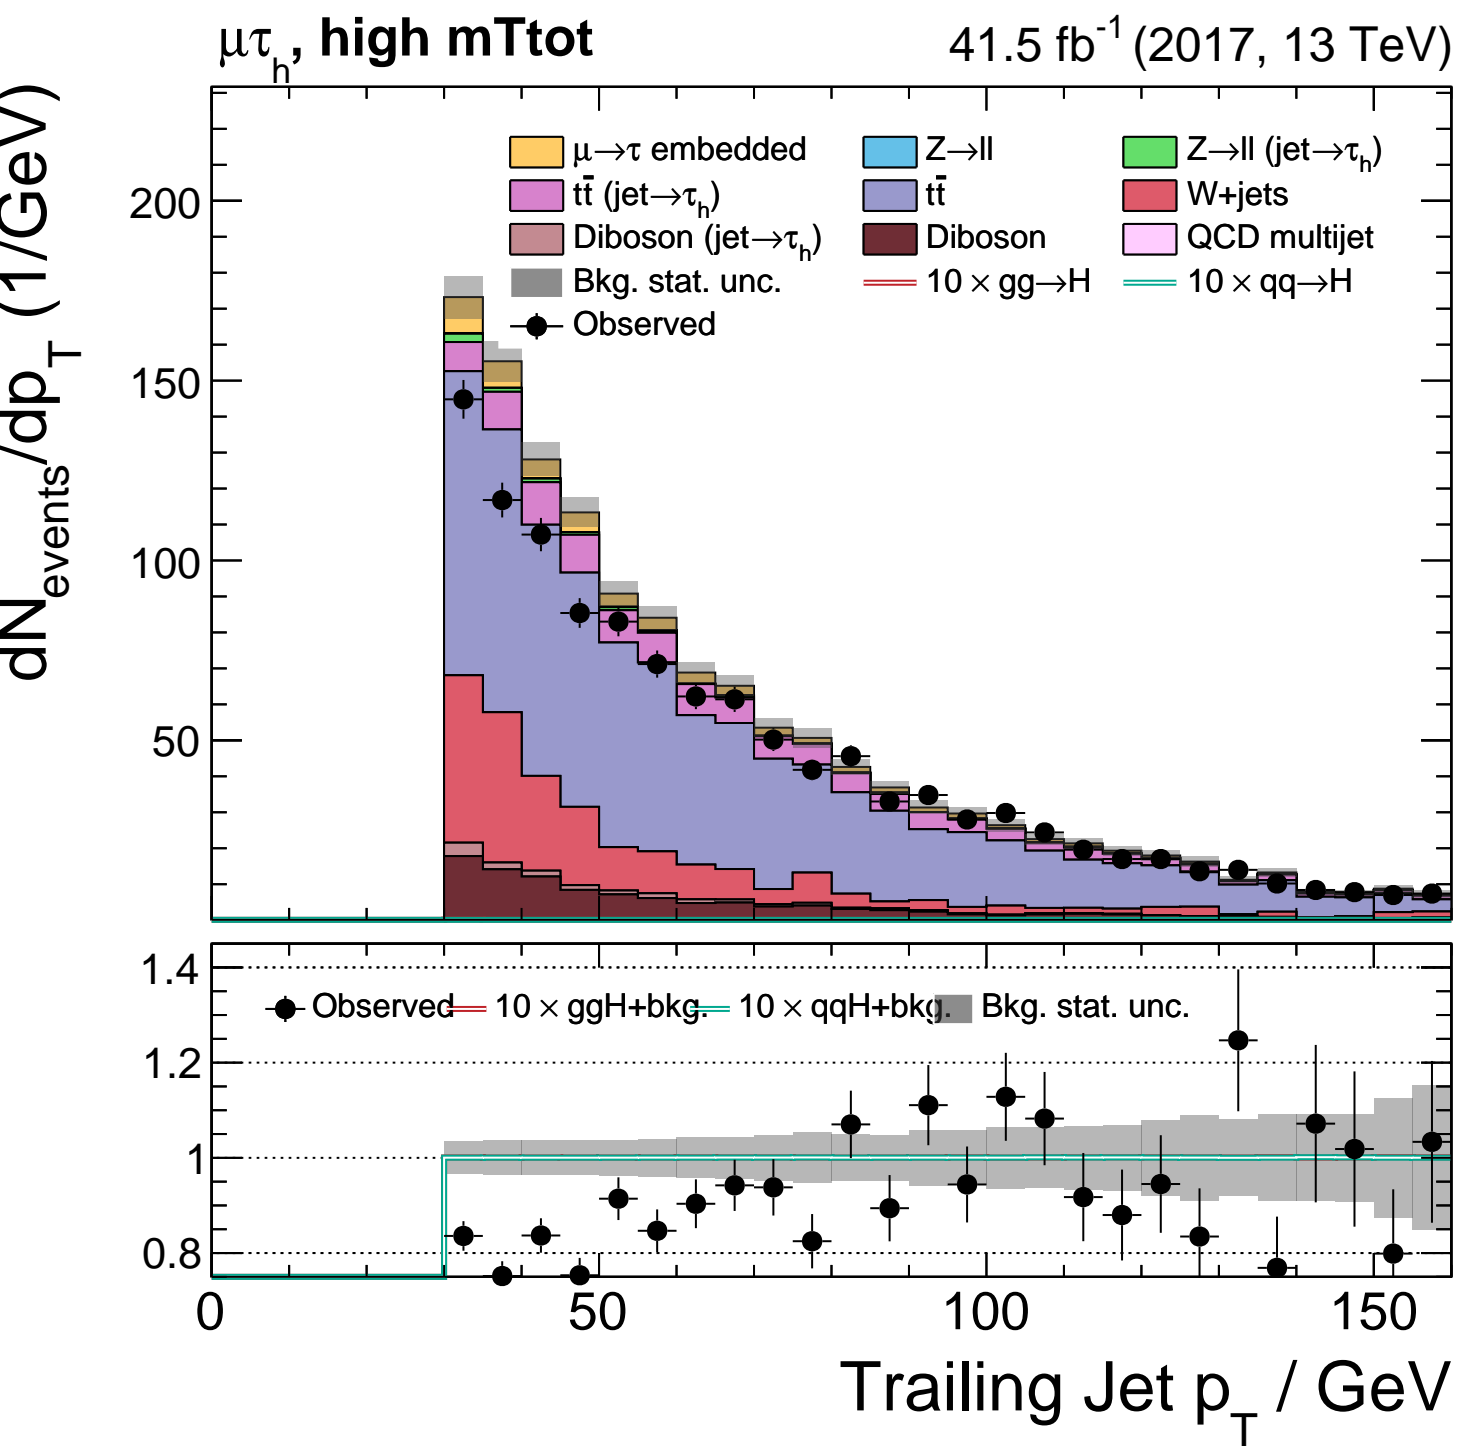 μτh, high mTtot 41.5 fb-1 (2017, 13 TeV)
dNevents/dpT (1/GeV)
μ→τ embedded Z→ll Z→ll (jet→τh)
tt̄ (jet→τh) tt̄ W+jets
Diboson (jet→τh) Diboson QCD multijet
Bkg. stat. unc. 10 × gg→H 10 × qq→H
Observed
200
150
100
50
1.4
Observed 10 × ggH+bkg. 10 × qqH+bkg. Bkg. stat. unc.
1.2
1
0.8
0 50 100 150
Trailing Jet pT / GeV